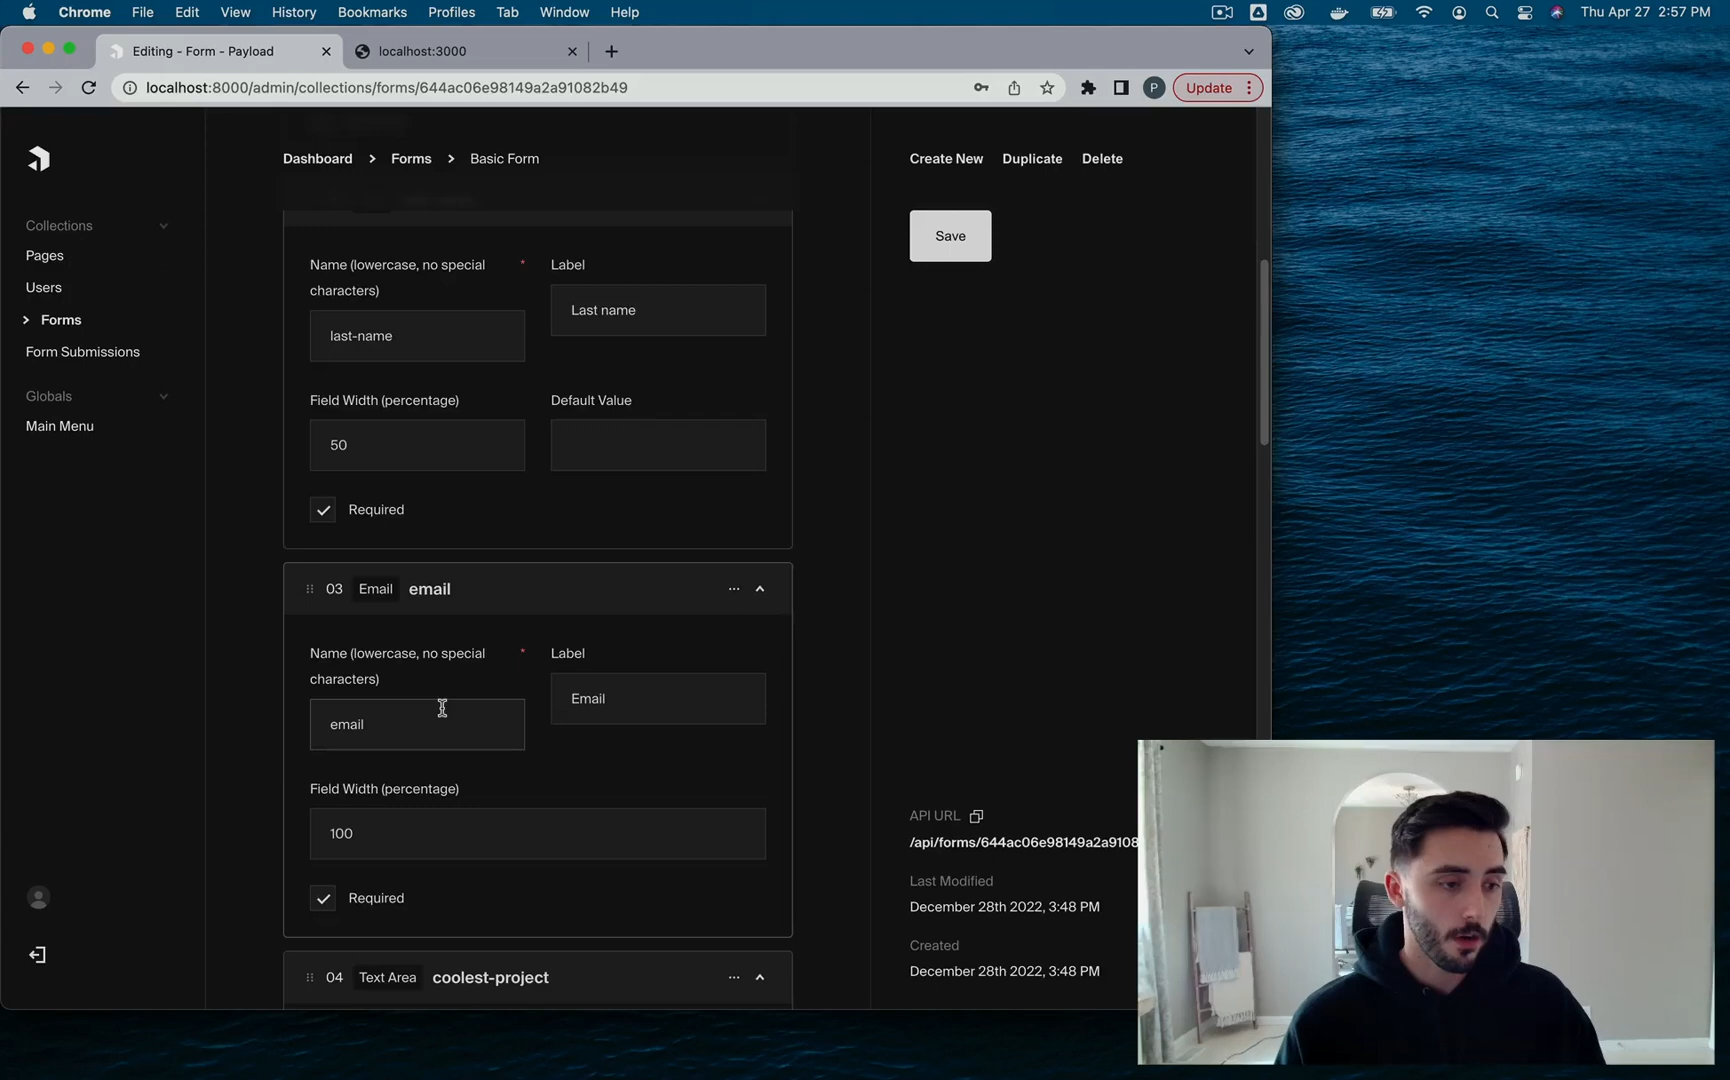 Chrome File Edit View History Bookmarks Profiles Tab Window Help Thu Apr 27 2:57 PM
Editing - Form - Payload localhost:3000
localhost:8000/admin/collections/forms/644ac06e98149a2a91082b49 P Update
Dashboard Forms Basic Form Create New Duplicate Delete
Collections
Pages
Users
Forms
Form Submissions
Globals
Main Menu
Save
Name (lowercase, no special characters) * Label
last-name Last name
Field Width (percentage) Default Value
50
Required
03 Email email
Name (lowercase, no special characters) * Label
email Email
Field Width (percentage)
100
Required
04 Text Area coolest-project
API URL
/api/forms/644ac06e98149a2a9108
Last Modified
December 28th 2022, 3:48 PM
Created
December 28th 2022, 3:48 PM